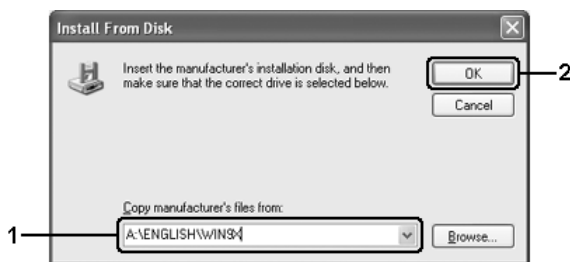 Install From Disk
Insert the manufacturer's installation disk, and then
make sure that the correct drive is selected below.
OK
2
Cancel
Copy manufacturer's files from:
1
A:\ENGLISH\WIN9X
Browse...